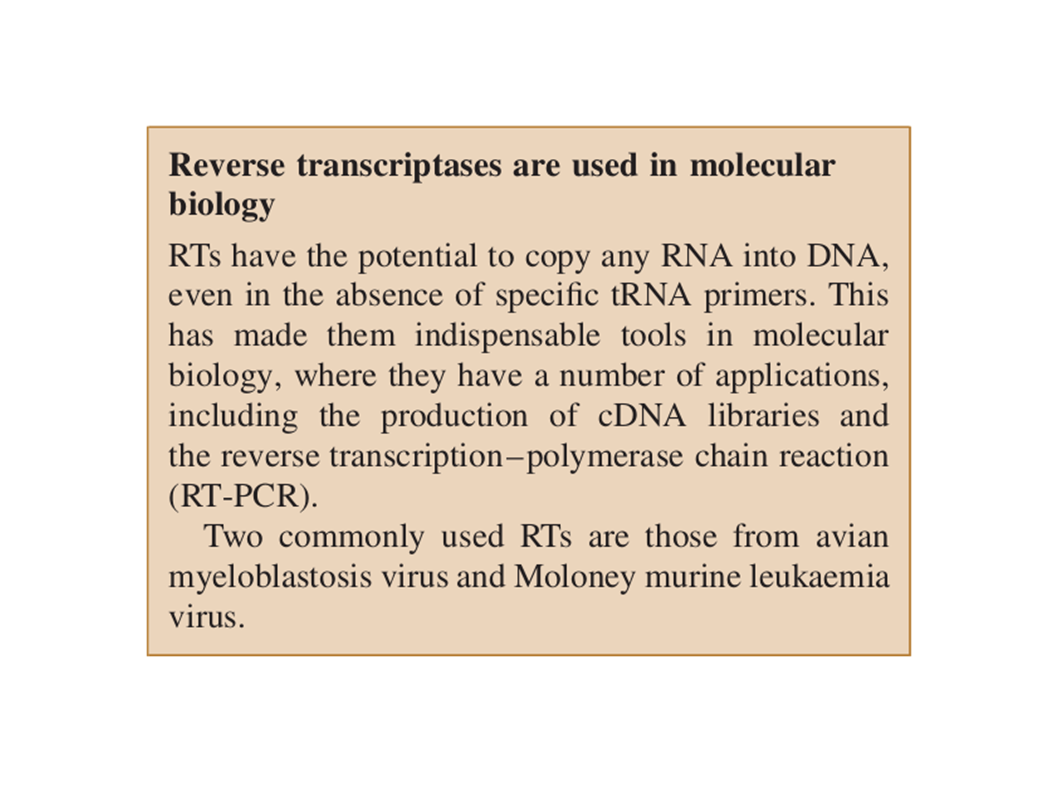 Reverse transcriptases are used in molecular
biology
RTs have the potential to copy any RNA into DNA,
even in the absence of specific tRNA primers. This
has made them indispensable tools in molecular
biology, where they have a number of applications,
including the production of cDNA libraries and
the reverse transcription–polymerase chain reaction
(RT-PCR).
Two commonly used RTs are those from avian
myeloblastosis virus and Moloney murine leukaemia
virus.